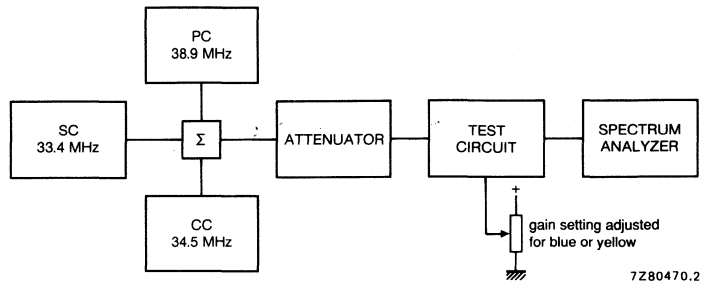 PC
38.9 MHz
SC
33.4 MHz
Σ
ATTENUATOR
TEST
CIRCUIT
SPECTRUM
ANALYZER
CC
34.5 MHz
+
gain setting adjusted
for blue or yellow
7Z80470.2